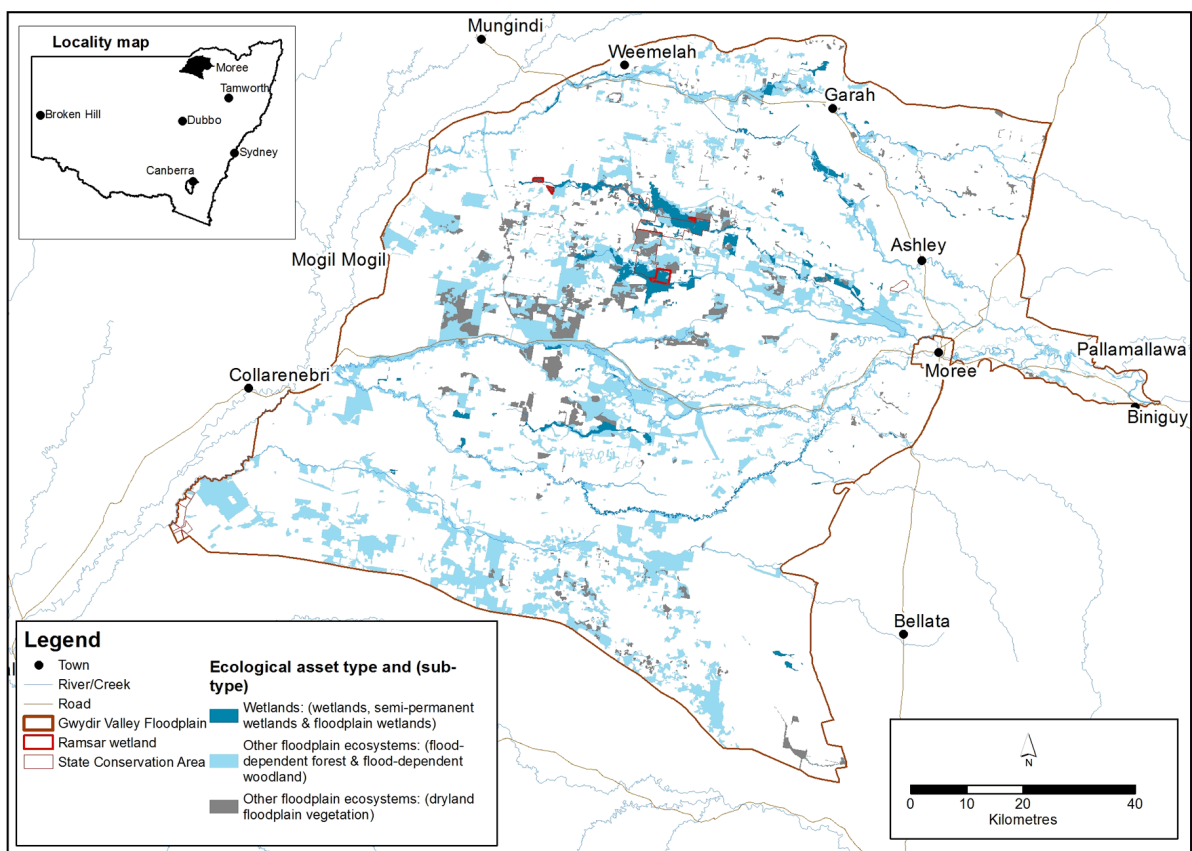 Locality map
Moree
Tamworth
Broken Hill
Dubbo
Sydney
Canberra
Mungindi
Weemelah
Garah
Ashley
Mogil Mogil
Collarenebri
Moree
Pallamallawa
Biniguy
Bellata
Legend
Town
River/Creek
Road
Gwydir Valley Floodplain
Ramsar wetland
State Conservation Area
Ecological asset type and (sub-
type)
Wetlands: (wetlands, semi-permanent
wetlands & floodplain wetlands)
Other floodplain ecosystems: (flood-
dependent forest & flood-dependent
woodland)
Other floodplain ecosystems: (dryland
floodplain vegetation)
N
0 10 20 40
Kilometres